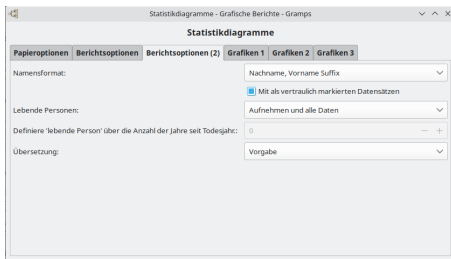 Statistikdiagramme - Grafische Berichte - Gramps
Statistikdiagramme
Papieroptionen Berichtsoptionen Berichtsoptionen (2) Grafiken 1 Grafiken 2 Grafiken 3
Namensformat: Nachname, Vorname Suffix
Mit als vertraulich markierten Datensätzen
Lebende Personen: Aufnehmen und alle Daten
Definiere 'lebende Person' über die Anzahl der Jahre seit Todesjahr.: 0
Übersetzung: Vorgabe